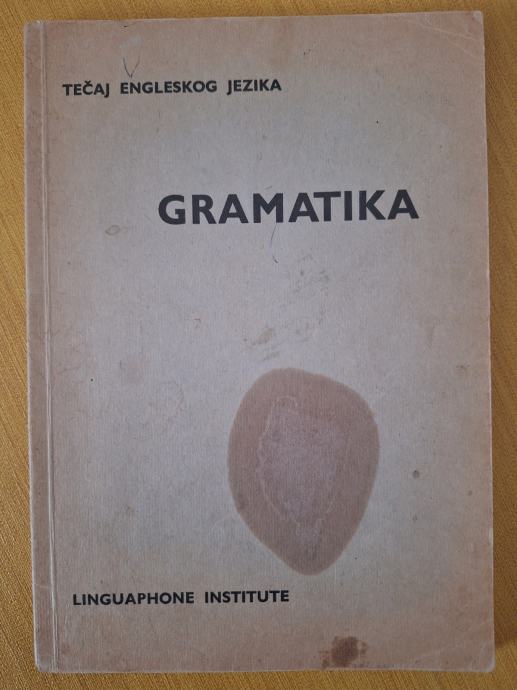 TEČAJ ENGLESKOG JEZIKA
GRAMATIKA
LINGUAPHONE INSTITUTE